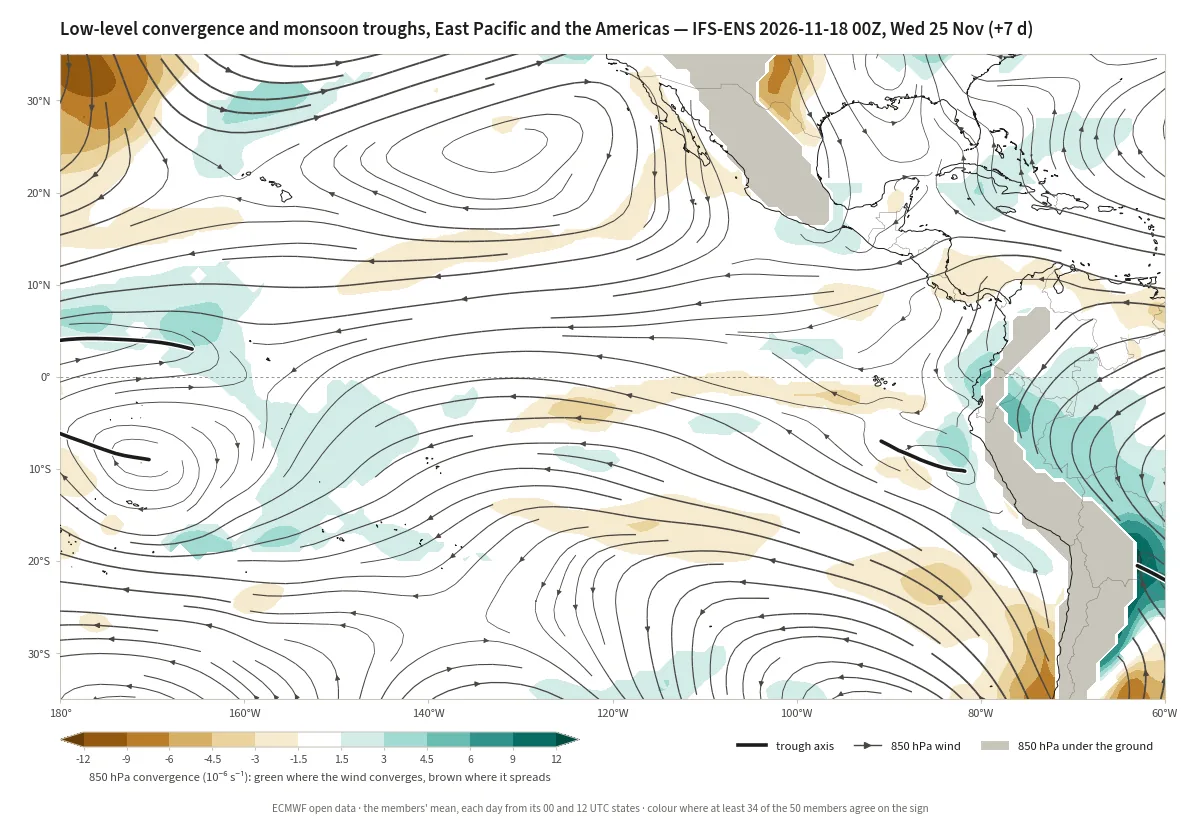 Low-level convergence and monsoon troughs, East Pacific and the Americas — IFS-ENS 2026-11-18 00Z, Wed 25 Nov (+7 d)
30°N
20°N
10°N
0°
10°S
20°S
30°S
180° 160°W 140°W 120°W 100°W 80°W 60°W
-12 -9 -6 -4.5 -3 -1.5 1.5 3 4.5 6 9 12
850 hPa convergence (10⁻⁶ s⁻¹): green where the wind converges, brown where it spreads
trough axis 850 hPa wind 850 hPa under the ground
ECMWF open data · the members' mean, each day from its 00 and 12 UTC states · colour where at least 34 of the 50 members agree on the sign